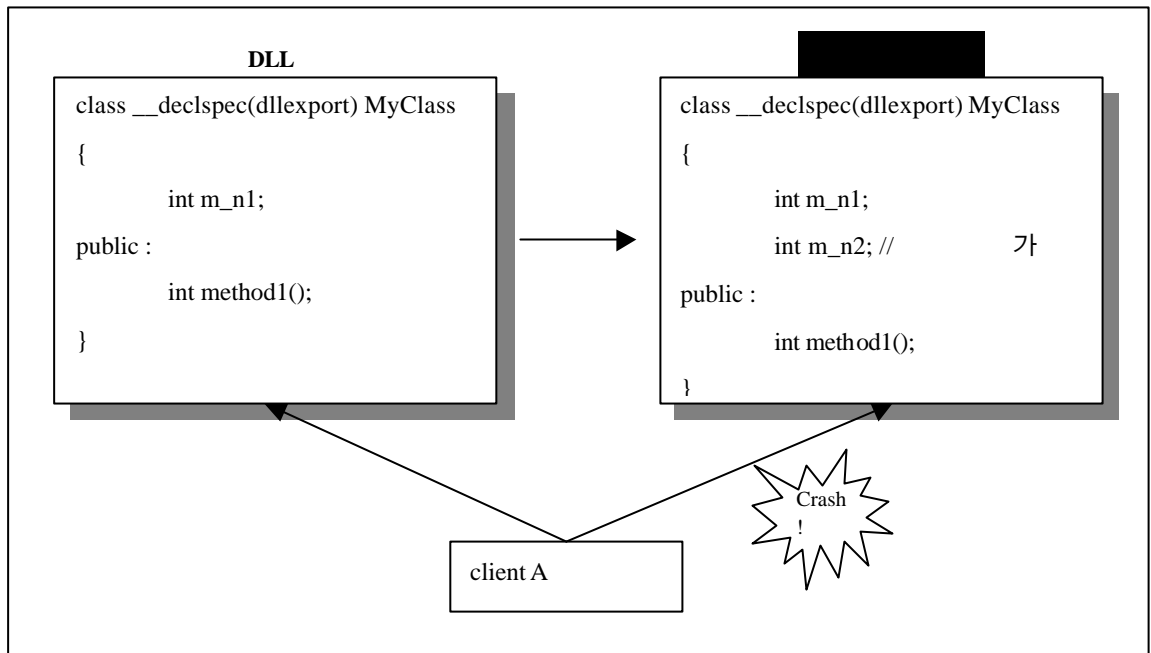 DLL
class __declspec(dllexport) MyClass
{
int m_n1;
public :
int method1();
}
class __declspec(dllexport) MyClass
{
int m_n1;
int m_n2; // 가
public :
int method1();
}
Crash
!
client A